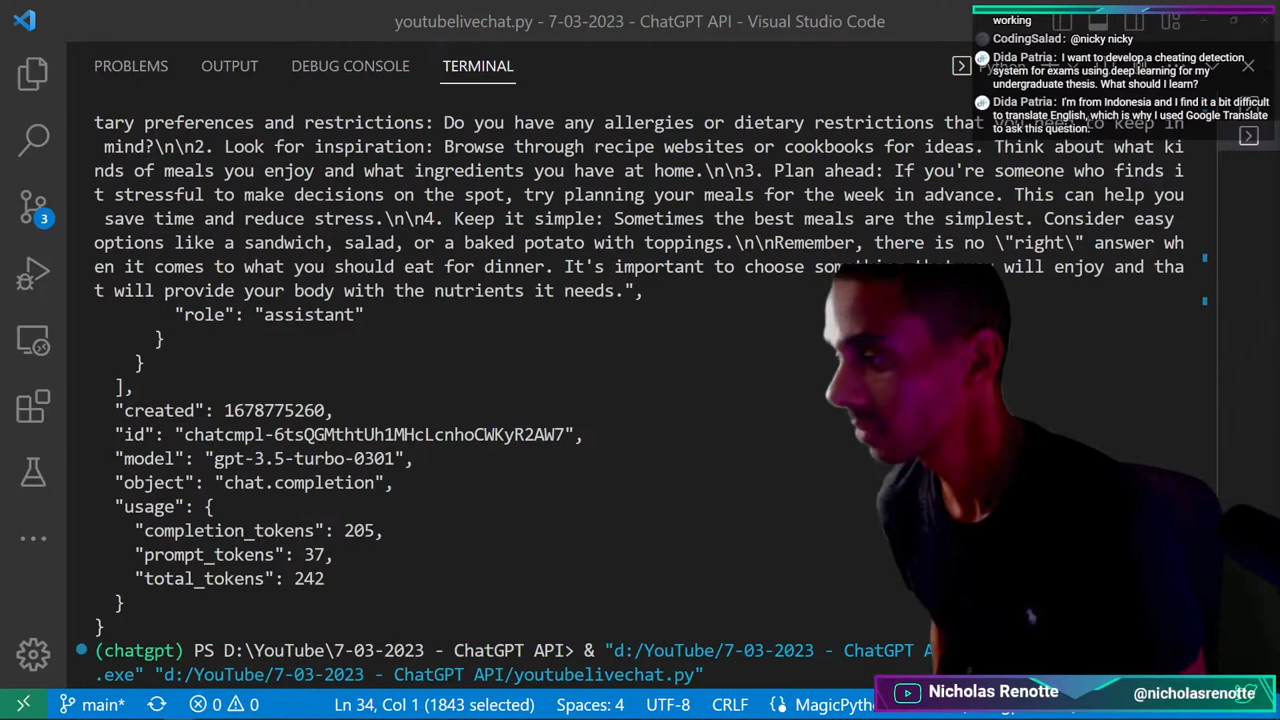 youtubelivechat.py - 7-03-2023 - ChatGPT API - Visual Studio Code
working
CodingSalad: @nicky nicky
Dida Patria: I want to develop a cheating detection
system for exams using deep learning for my
undergraduate thesis. What should I learn?
Dida Patria: I'm from Indonesia and I find it a bit difficult
to translate English, which is why I used Google Translate
to ask this question.
PROBLEMS OUTPUT DEBUG CONSOLE TERMINAL
tary preferences and restrictions: Do you have any allergies or dietary restrictions that you need to keep in
mind?\n\n2. Look for inspiration: Browse through recipe websites or cookbooks for ideas. Think about what ki
nds of meals you enjoy and what ingredients you have at home.\n\n3. Plan ahead: If you're someone who finds i
t stressful to make decisions on the spot, try planning your meals for the week in advance. This can help you
save time and reduce stress.\n\n4. Keep it simple: Sometimes the best meals are the simplest. Consider easy
options like a sandwich, salad, or a baked potato with toppings.\n\nRemember, there is no \"right\" answer wh
en it comes to what you should eat for dinner. It's important to choose something that you will enjoy and tha
t will provide your body with the nutrients it needs.",
"role": "assistant"
}
}
],
"created": 1678775260,
"id": "chatcmpl-6tsQGMthtUh1MHcLcnhoCWKyR2AW7",
"model": "gpt-3.5-turbo-0301",
"object": "chat.completion",
"usage": {
"completion_tokens": 205,
"prompt_tokens": 37,
"total_tokens": 242
}
}
(chatgpt) PS D:\YouTube\7-03-2023 - ChatGPT API> & "d:/YouTube/7-03-2023 - ChatGPT A
.exe" "d:/YouTube/7-03-2023 - ChatGPT API/youtubelivechat.py"
3
Nicholas Renotte @nicholasrenotte
main* 0 0 Ln 34, Col 1 (1843 selected) Spaces: 4 UTF-8 CRLF MagicPyth